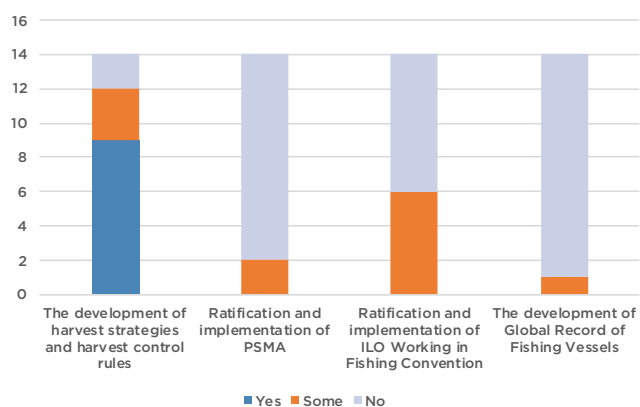 16
14
12
10
8
6
4
2
0
The development of
harvest strategies
and harvest control
rules
Ratification and
implementation of
PSMA
Ratification and
implementation of
ILO Working in
Fishing Convention
The development of
Global Record of
Fishing Vessels
Yes Some No